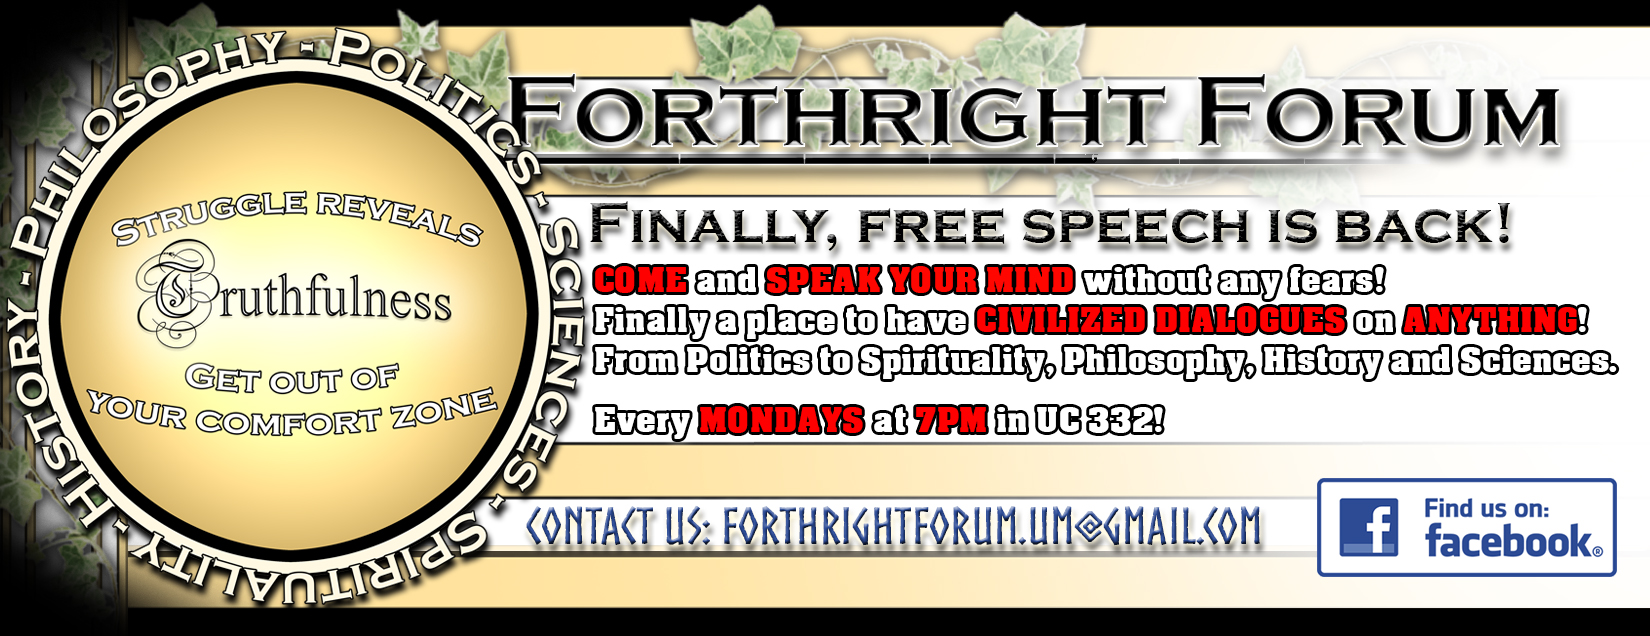 Philosophy - Politics - Sciences - Spirituality - History -
Struggle reveals
Truthfulness
Get out of
your comfort zone
Forthright Forum
Finally, free speech is back!
COME and SPEAK YOUR MIND without any fears!
Finally a place to have CIVILIZED DIALOGUES on ANYTHING!
From Politics to Spirituality, Philosophy, History and Sciences.
Every MONDAYS at 7PM in UC 332!
CONTACT US: FORTHRIGHTFORUM.UM@GMAIL.COM
f
Find us on:
facebook®